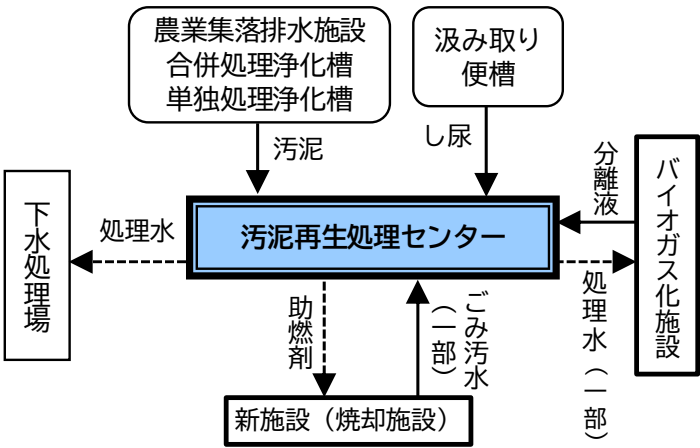 農業集落排水施設
合併処理浄化槽
単独処理浄化槽
汲み取り
便槽
汚泥
し尿
分離液
バイオガス化施設
下水処理場
処理水
汚泥再生処理センター
処理水（一部）
助燃剤
ごみ汚水
（一部）
新施設（焼却施設）